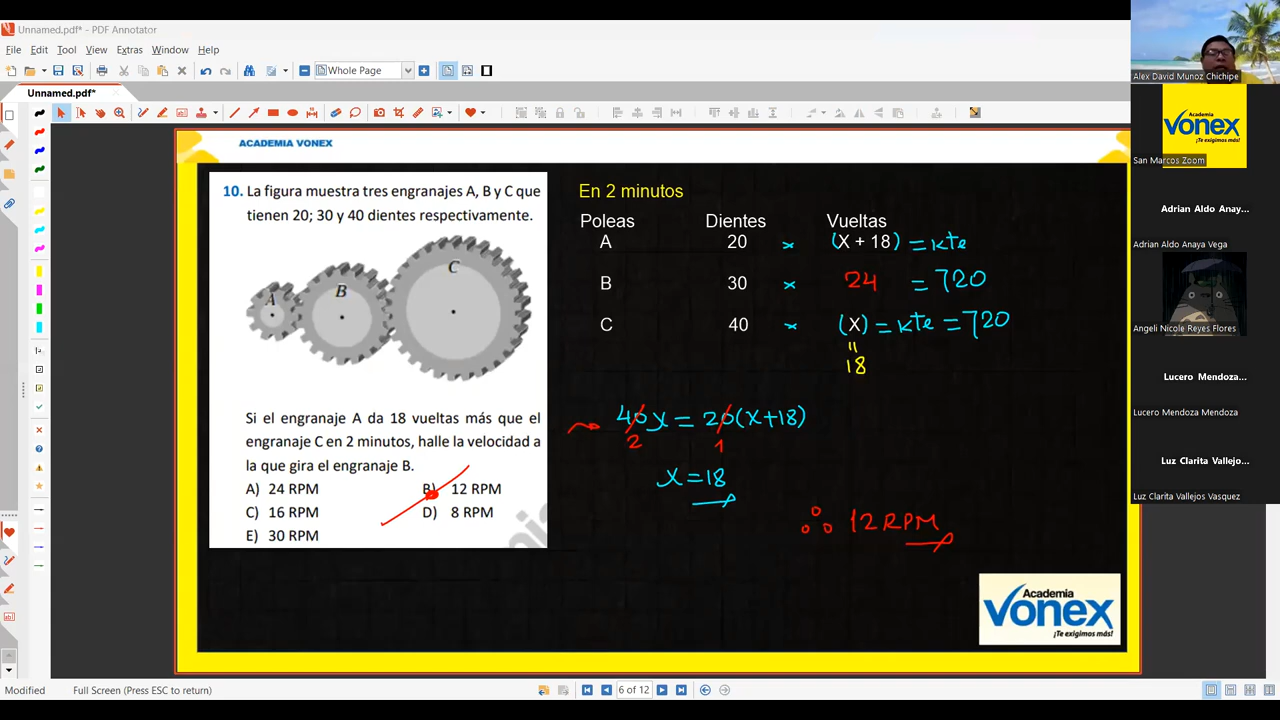 Unnamed.pdf* - PDF Annotator
File Edit Tool View Extras Window Help
Whole Page
Unnamed.pdf*
ACADEMIA VONEX
10. La figura muestra tres engranajes A, B y C que
tienen 20; 30 y 40 dientes respectivamente.
A B C
Si el engranaje A da 18 vueltas más que el
engranaje C en 2 minutos, halle la velocidad a
la que gira el engranaje B.
A) 24 RPM B) 12 RPM
C) 16 RPM D) 8 RPM
E) 30 RPM
En 2 minutos
Poleas Dientes Vueltas
A 20 x (X + 18) = kte
B 30 x 24 = 720
C 40 x (X) = kte = 720
18
40x = 20(x+18)
2 1
x = 18
∴ 12 RPM
Academia
vonex
¡Te exigimos más!
Alex David Munoz Chichipe
Academia
vonex
¡Te exigimos más!
San Marcos Zoom
Adrian Aldo Anay...
Adrian Aldo Anaya Vega
Angeli Nicole Reyes Flores
Lucero Mendoza...
Lucero Mendoza Mendoza
Luz Clarita Vallejos...
Luz Clarita Vallejos Vasquez
Modified Full Screen (Press ESC to return) 6 of 12